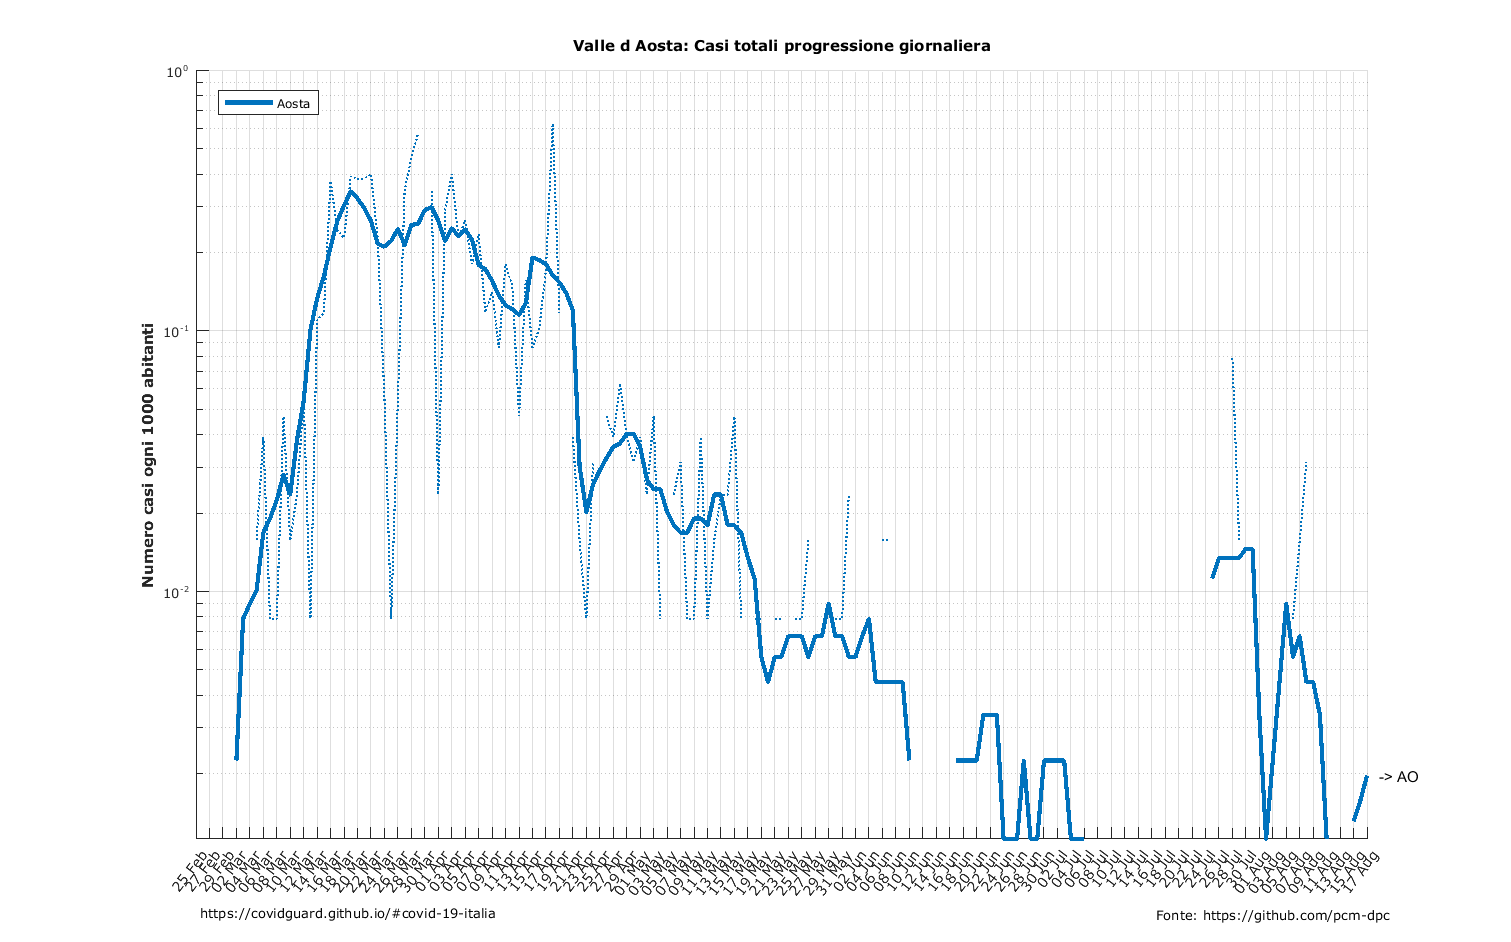 Valle d Aosta: Casi totali progressione giornaliera
10⁰
Aosta
10⁻¹
10⁻²
Numero casi ogni 1000 abitanti
-> AO
25 Feb
27 Feb
29 Feb
02 Mar
04 Mar
06 Mar
08 Mar
10 Mar
12 Mar
14 Mar
16 Mar
18 Mar
20 Mar
22 Mar
24 Mar
26 Mar
28 Mar
30 Mar
01 Apr
03 Apr
05 Apr
07 Apr
09 Apr
11 Apr
13 Apr
15 Apr
17 Apr
19 Apr
21 Apr
23 Apr
25 Apr
27 Apr
29 Apr
01 May
03 May
05 May
07 May
09 May
11 May
13 May
15 May
17 May
19 May
21 May
23 May
25 May
27 May
29 May
31 May
02 Jun
04 Jun
06 Jun
08 Jun
10 Jun
12 Jun
14 Jun
16 Jun
18 Jun
20 Jun
22 Jun
24 Jun
26 Jun
28 Jun
30 Jun
02 Jul
04 Jul
06 Jul
08 Jul
10 Jul
12 Jul
14 Jul
16 Jul
18 Jul
20 Jul
22 Jul
24 Jul
26 Jul
28 Jul
30 Jul
01 Aug
03 Aug
05 Aug
07 Aug
09 Aug
11 Aug
13 Aug
15 Aug
17 Aug
https://covidguard.github.io/#covid-19-italia
Fonte: https://github.com/pcm-dpc